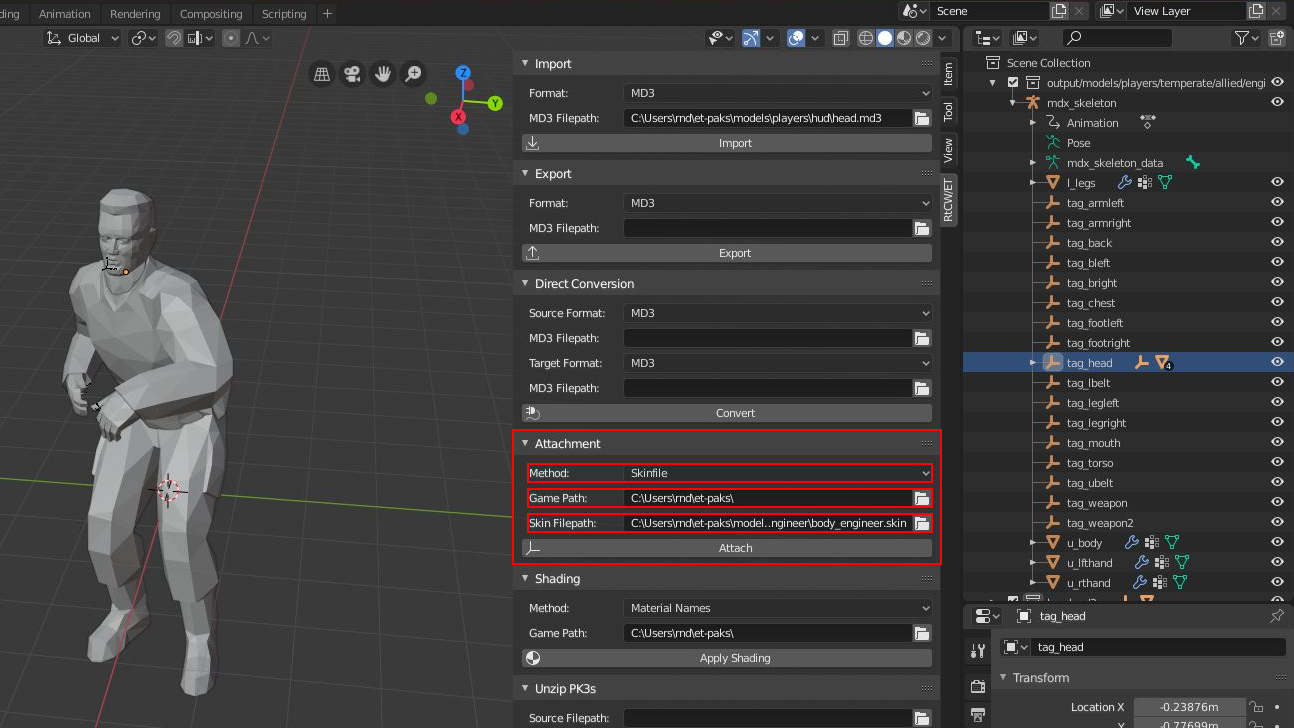 ding Animation Rendering Compositing Scripting + Scene View Layer
Global
Z
Y
X
Import
Format: MD3
MD3 Filepath: C:\Users\rnd\et-paks\models\players\hud\head.md3
Import
Export
Format: MD3
MD3 Filepath:
Export
Direct Conversion
Source Format: MD3
MD3 Filepath:
Target Format: MD3
MD3 Filepath:
Convert
Attachment
Method: Skinfile
Game Path: C:\Users\rnd\et-paks\
Skin Filepath: C:\Users\rnd\et-paks\model..ngineer\body_engineer.skin
Attach
Shading
Method: Material Names
Game Path: C:\Users\rnd\et-paks\
Apply Shading
Unzip PK3s
Source Filepath:
Item
Tool
View
RtCW/ET
Scene Collection
output/models/players/temperate/allied/engi
mdx_skeleton
Animation
Pose
mdx_skeleton_data
l_legs
tag_armleft
tag_armright
tag_back
tag_bleft
tag_bright
tag_chest
tag_footleft
tag_footright
tag_head 4
tag_lbelt
tag_legleft
tag_legright
tag_mouth
tag_torso
tag_ubelt
tag_weapon
tag_weapon2
u_body
u_lfthand
u_rthand
tag_head
tag_head
Transform
Location X -0.23876m
Y -0.77699m